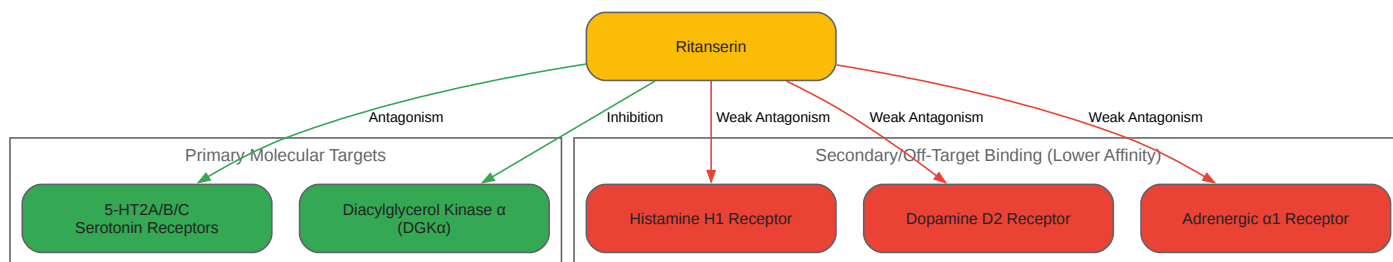 Ritanserin
Antagonism
Inhibition
Weak Antagonism
Weak Antagonism
Weak Antagonism
Primary Molecular Targets
Secondary/Off-Target Binding (Lower Affinity)
5-HT2A/B/C
Serotonin Receptors
Diacylglycerol Kinase α
(DGKα)
Histamine H1 Receptor
Dopamine D2 Receptor
Adrenergic α1 Receptor